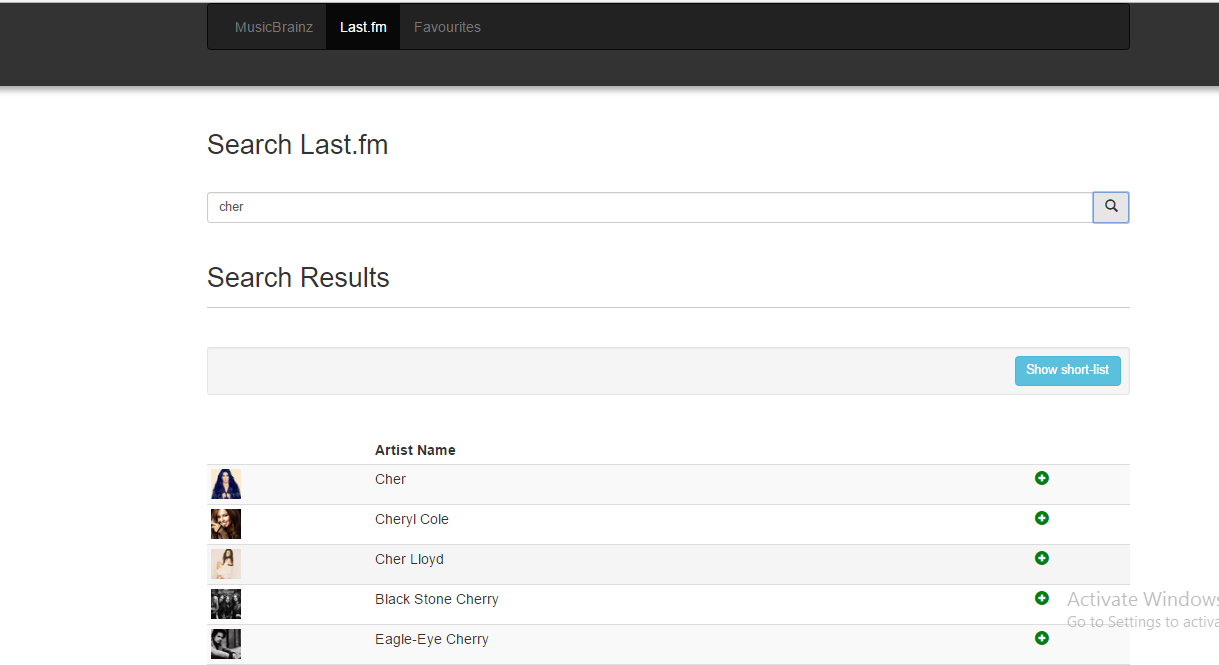 MusicBrainz Last.fm Favourites
Search Last.fm
cher
Search Results
Show short-list
Artist Name
Cher
Cheryl Cole
Cher Lloyd
Black Stone Cherry
Eagle-Eye Cherry
Activate Windows
Go to Settings to activa